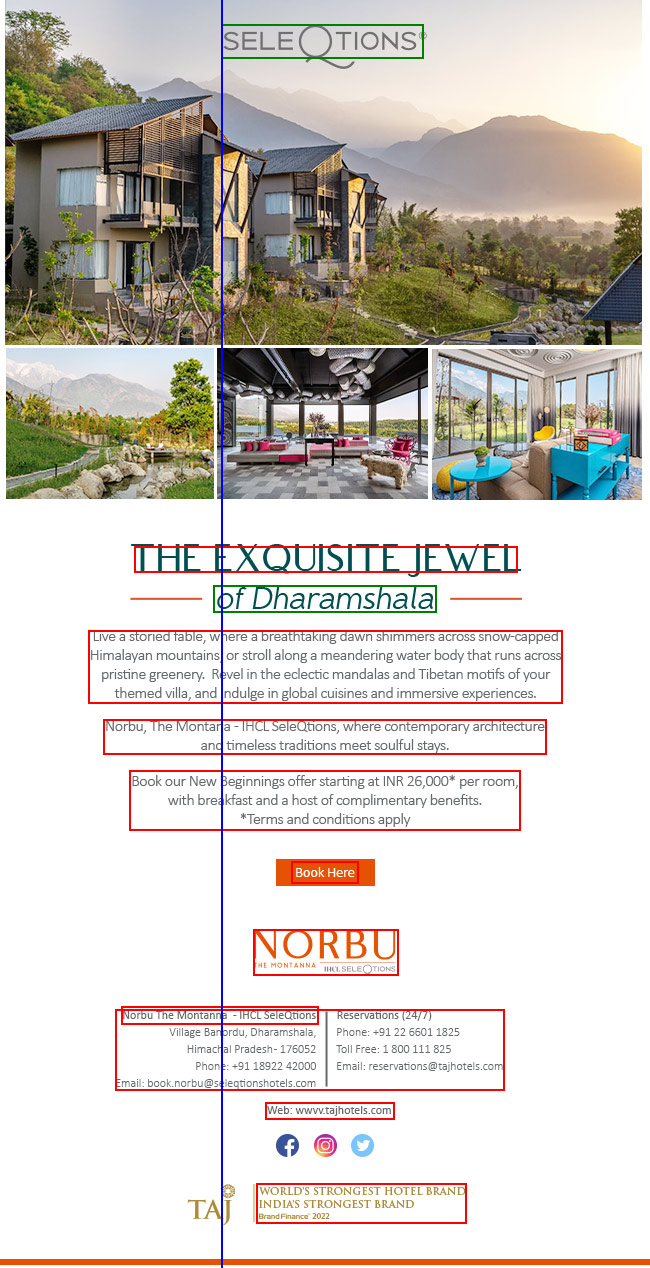 SELEQTIONS®
THE EXQUISITE JEWEL
of Dharamshala
Live a storied fable, where a breathtaking dawn shimmers across snow-capped
Himalayan mountains, or stroll along a meandering water body that runs across
pristine greenery. Revel in the eclectic mandalas and Tibetan motifs of your
themed villa, and indulge in global cuisines and immersive experiences.
Norbu, The Montana - IHCL SeleQtions, where contemporary architecture
and timeless traditions meet soulful stays.
Book our New Beginnings offer starting at INR 26,000* per room,
with breakfast and a host of complimentary benefits.
*Terms and conditions apply
Book Here
NORBU
THE MONTANNA
IHCL SELEQTIONS
Norbu The Montanna - IHCL SeleQtions
Village Banordu, Dharamshala,
Himachal Pradesh- 176052
Phone: +91 18922 42000
Email: book.norbu@seleqtionshotels.com
Reservations (24/7)
Phone: +91 22 6601 1825
Toll Free: 1 800 111 825
Email: reservations@tajhotels.com
Web: wwvv.tajhotels.com
TAJ
WORLD'S STRONGEST HOTEL BRAND
INDIA'S STRONGEST BRAND
Brand Finance® 2022